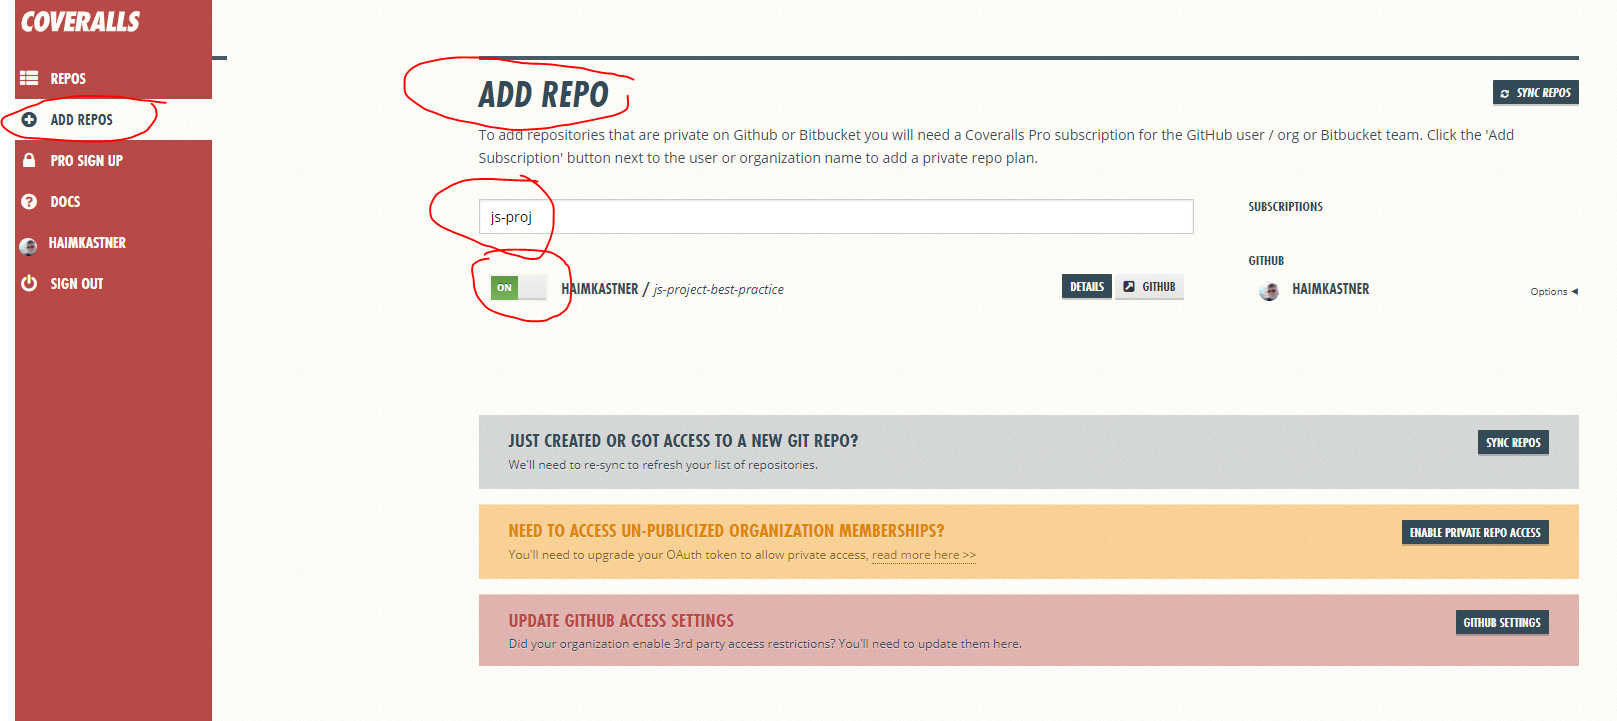 COVERALLS
REPOS
ADD REPOS
PRO SIGN UP
DOCS
HAIMKASTNER
SIGN OUT
ADD REPO
SYNC REPOS
To add repositories that are private on Github or Bitbucket you will need a Coveralls Pro subscription for the GitHub user / org or Bitbucket team. Click the 'Add
Subscription' button next to the user or organization name to add a private repo plan.
js-proj
SUBSCRIPTIONS
ON
HAIMKASTNER / js-project-best-practice
DETAILS
GITHUB
GITHUB
HAIMKASTNER
Options ◀
JUST CREATED OR GOT ACCESS TO A NEW GIT REPO?
We'll need to re-sync to refresh your list of repositories.
SYNC REPOS
NEED TO ACCESS UN-PUBLICIZED ORGANIZATION MEMBERSHIPS?
You'll need to upgrade your OAuth token to allow private access, read more here >>
ENABLE PRIVATE REPO ACCESS
UPDATE GITHUB ACCESS SETTINGS
Did your organization enable 3rd party access restrictions? You'll need to update them here.
GITHUB SETTINGS